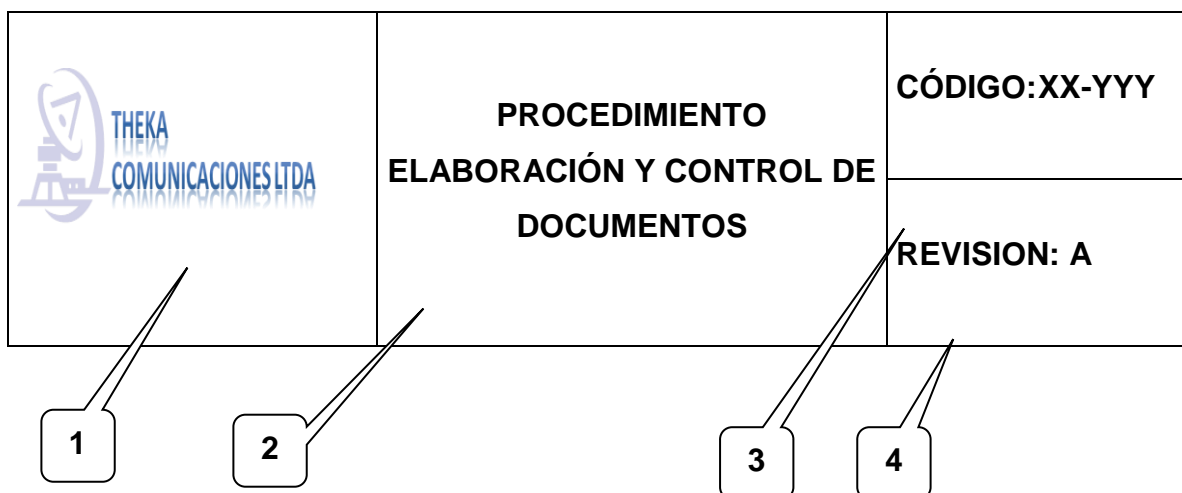 THEKA
COMUNICACIONES LTDA
PROCEDIMIENTO
ELABORACIÓN Y CONTROL DE
DOCUMENTOS
CÓDIGO:XX-YYY
REVISION: A
1
2
3
4